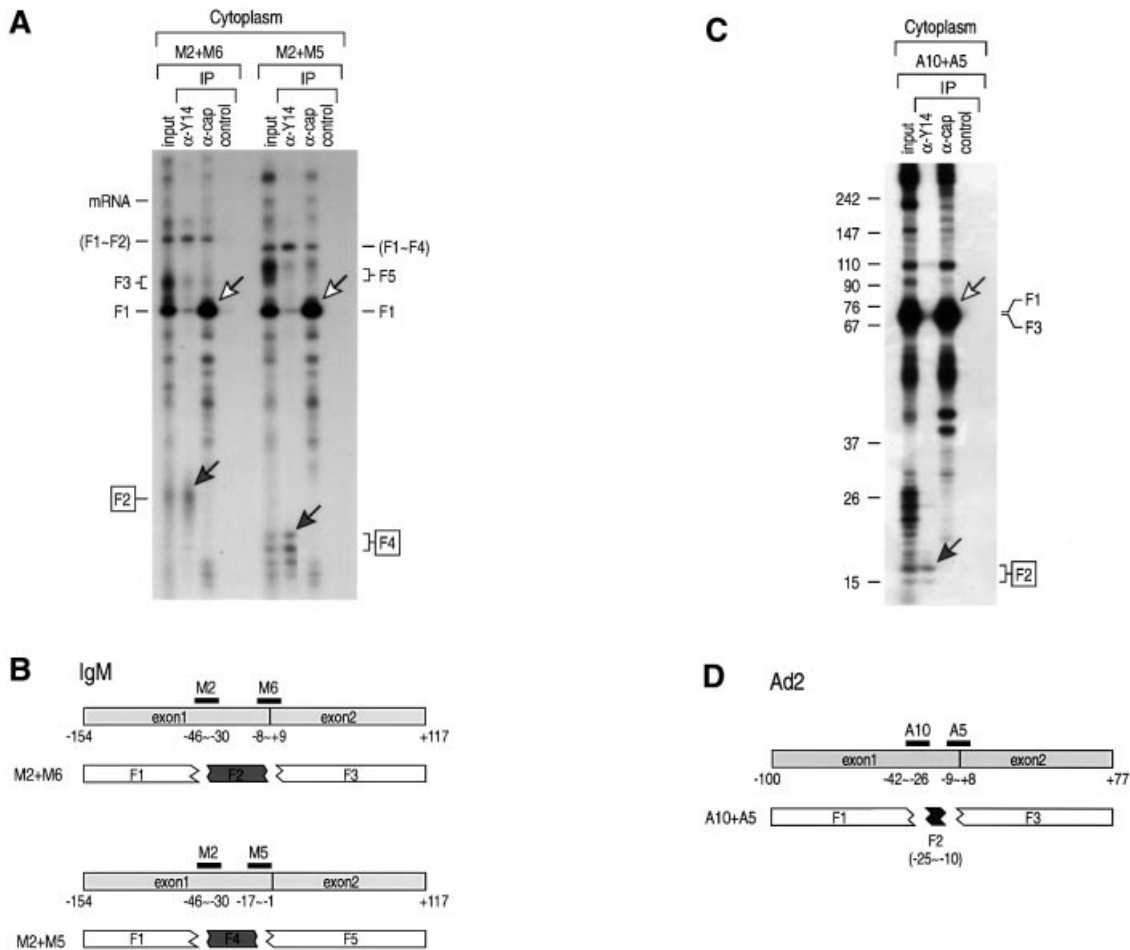 A
Cytoplasm
M2+M6
M2+M5
IP
IP
input
α-Y14
α-cap
control
input
α-Y14
α-cap
control
mRNA
(F1~F2)
F3
F1
F2
(F1~F4)
F5
F1
F4
C
Cytoplasm
A10+A5
IP
input
α-Y14
α-cap
control
242
147
110
90
76
67
37
26
15
F1
F3
F2
B
IgM
M2
M6
exon1
exon2
-154
-46~-30
-8~+9
+117
M2+M6
F1
F2
F3
M2
M5
exon1
exon2
-154
-46~-30
-17~-1
+117
M2+M5
F1
F4
F5
D
Ad2
A10
A5
exon1
exon2
-100
-42~-26
-9~+8
+77
A10+A5
F1
F3
F2
(-25~-10)